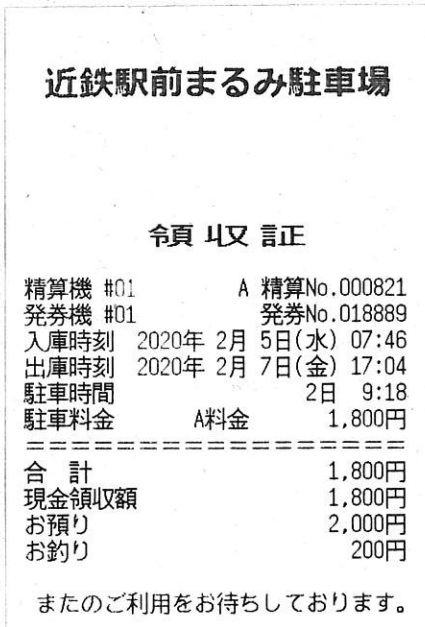 近鉄駅前まるみ駐車場
領収証
精算機 #01 A 精算No.000821
発券機 #01 発券No.018889
入庫時刻 2020年 2月 5日(水) 07:46
出庫時刻 2020年 2月 7日(金) 17:04
駐車時間 2日 9:18
駐車料金 A料金 1,800円
==================
合 計 1,800円
現金領収額 1,800円
お預り 2,000円
お釣り 200円
またのご利用をお待ちしております。